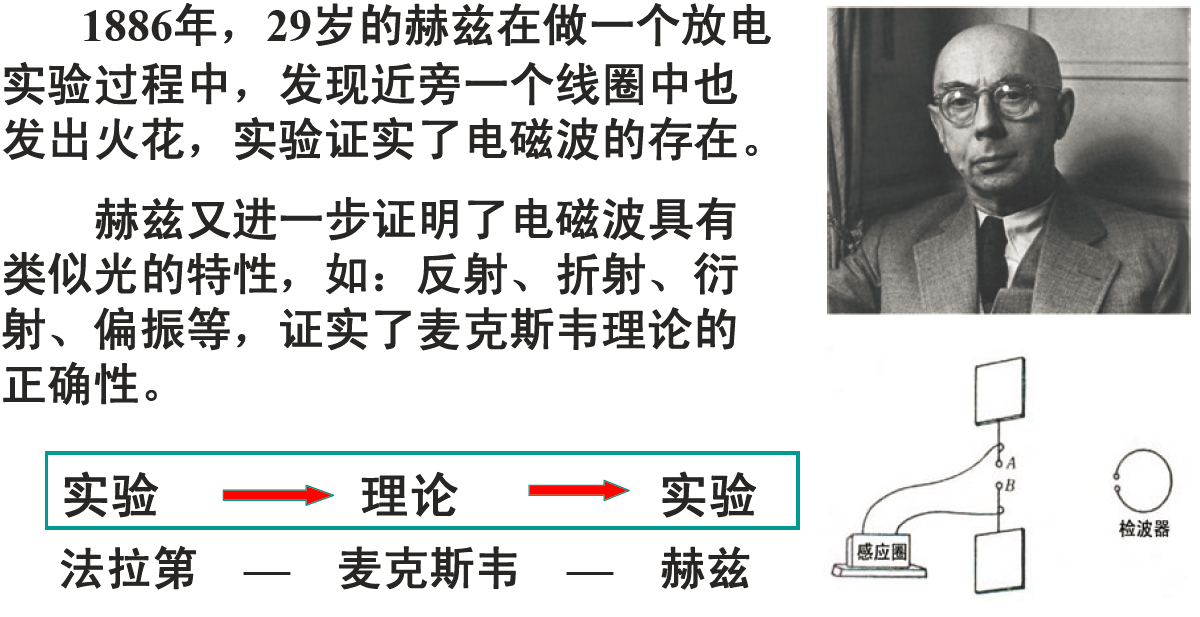 1886年，29岁的赫兹在做一个放电
实验过程中，发现近旁一个线圈中也
发出火花，实验证实了电磁波的存在。
赫兹又进一步证明了电磁波具有
类似光的特性，如：反射、折射、衍
射、偏振等，证实了麦克斯韦理论的
正确性。
实验 理论 实验
法拉第 — 麦克斯韦 — 赫兹
A
B
检波器
感应圈